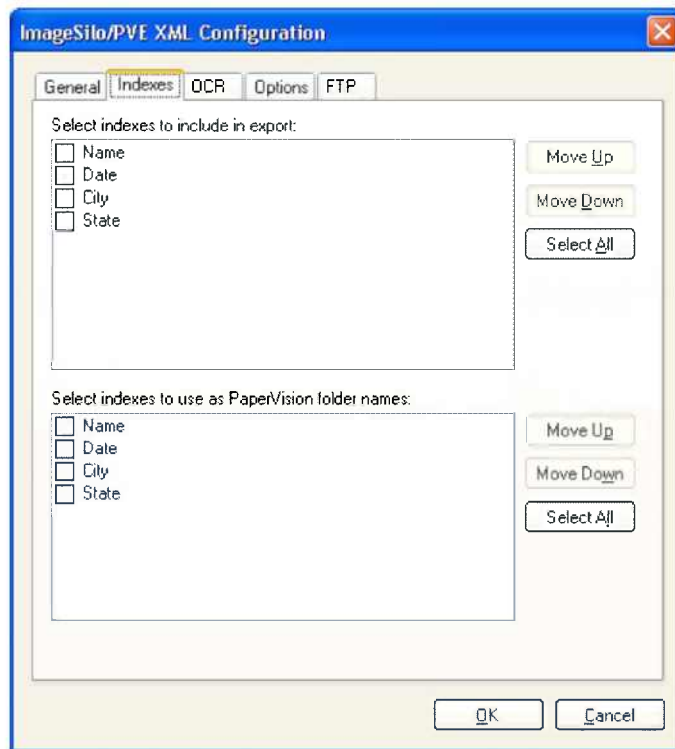 ImageSilo/PVE XML Configuration
General Indexes OCR Options FTP
Select indexes to include in export:
Name
Date
City
State
Move Up
Move Down
Select All
Select indexes to use as PaperVision folder names:
Name
Date
City
State
Move Up
Move Down
Select All
OK Cancel